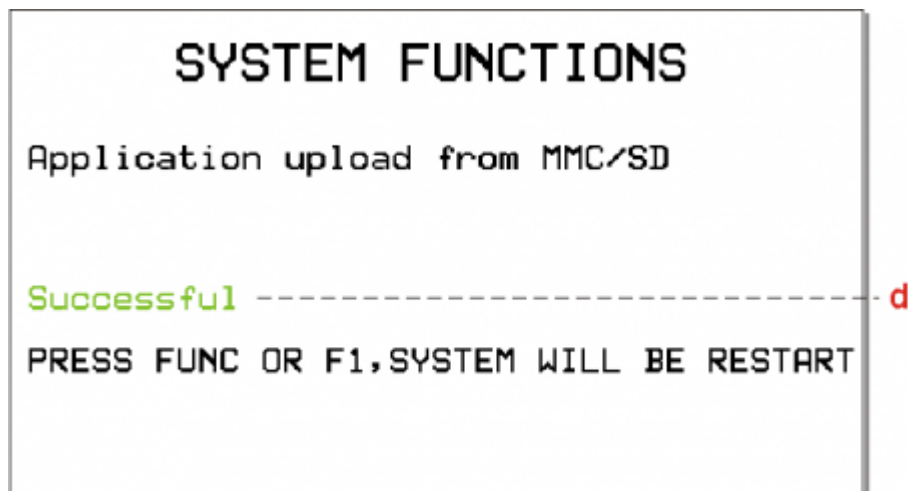 SYSTEM FUNCTIONS
Application upload from MMC/SD
Successful d
PRESS FUNC OR F1,SYSTEM WILL BE RESTART